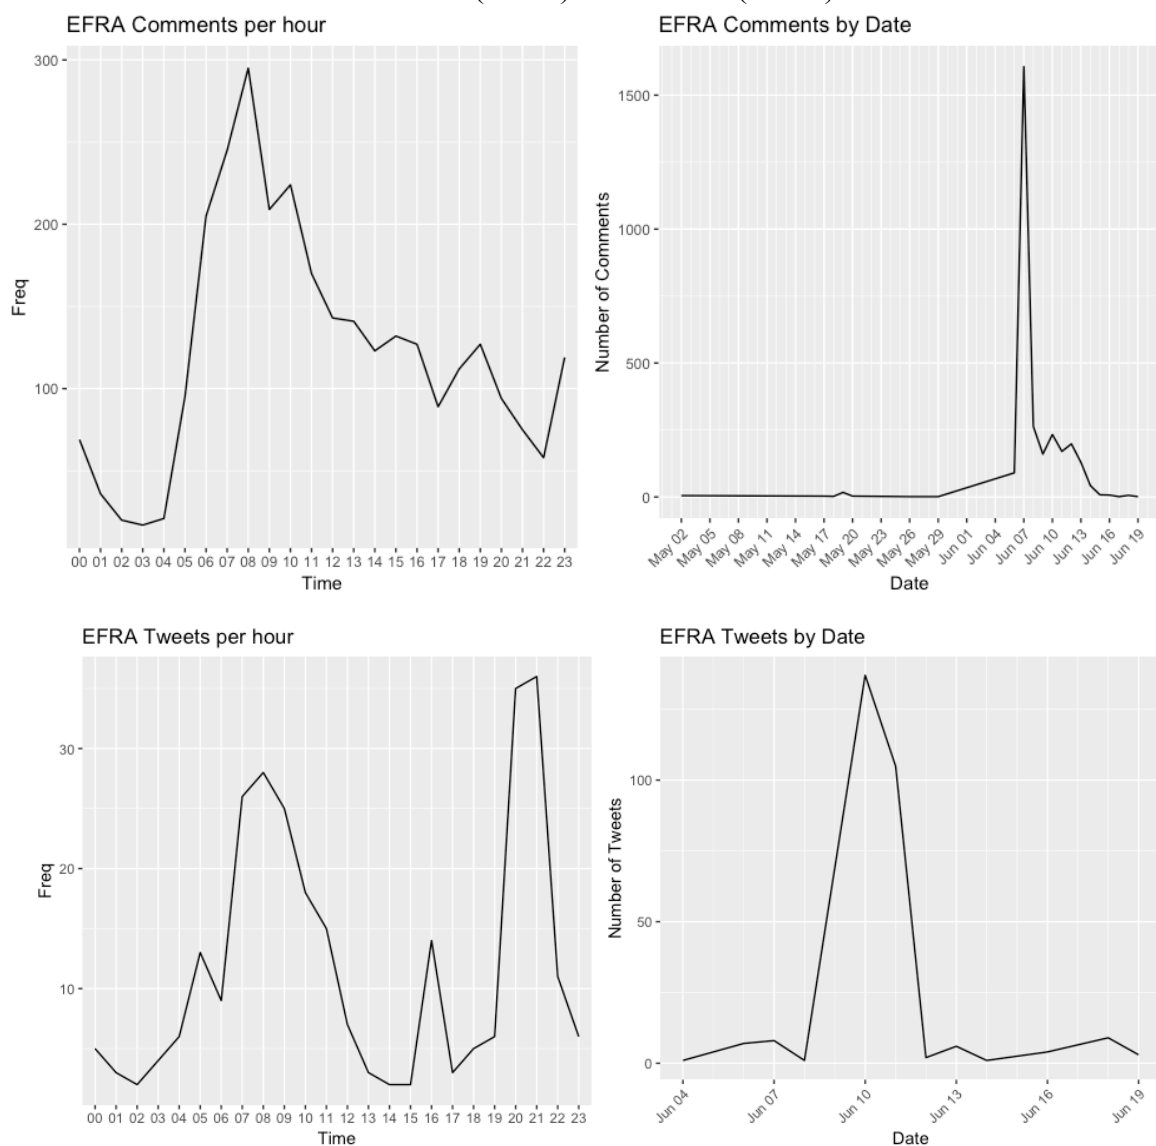 EFRA Comments per hour
300
200
100
Freq
00 01 02 03 04 05 06 07 08 09 10 11 12 13 14 15 16 17 18 19 20 21 22 23
Time
EFRA Comments by Date
1500
1000
500
0
Number of Comments
May 02 May 05 May 08 May 11 May 14 May 17 May 20 May 23 May 26 May 29 Jun 01 Jun 04 Jun 07 Jun 10 Jun 13 Jun 16 Jun 19
Date
EFRA Tweets per hour
30
20
10
Freq
00 01 02 03 04 05 06 07 08 09 10 11 12 13 14 15 16 17 18 19 20 21 22 23
Time
EFRA Tweets by Date
100
50
0
Number of Tweets
Jun 04 Jun 07 Jun 10 Jun 13 Jun 16 Jun 19
Date